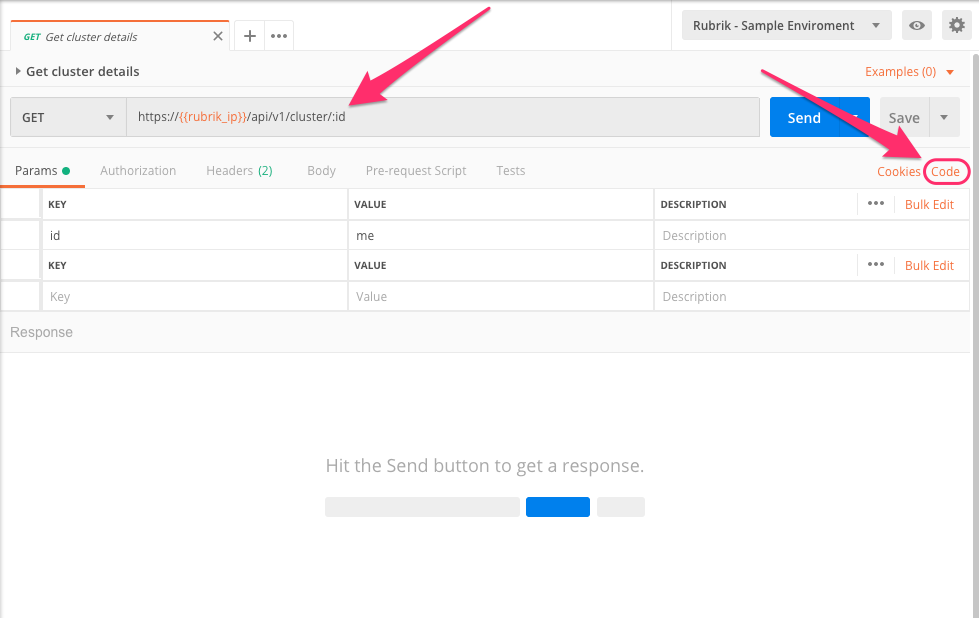 GET Get cluster details
Rubrik - Sample Enviroment
Get cluster details
Examples (0)
GET
https://{{rubrik_ip}}/api/v1/cluster/:id
Send
Save
Params
Authorization
Headers (2)
Body
Pre-request Script
Tests
Cookies
Code
KEY
VALUE
DESCRIPTION
Bulk Edit
id
me
Description
KEY
VALUE
DESCRIPTION
Bulk Edit
Key
Value
Description
Response
Hit the Send button to get a response.